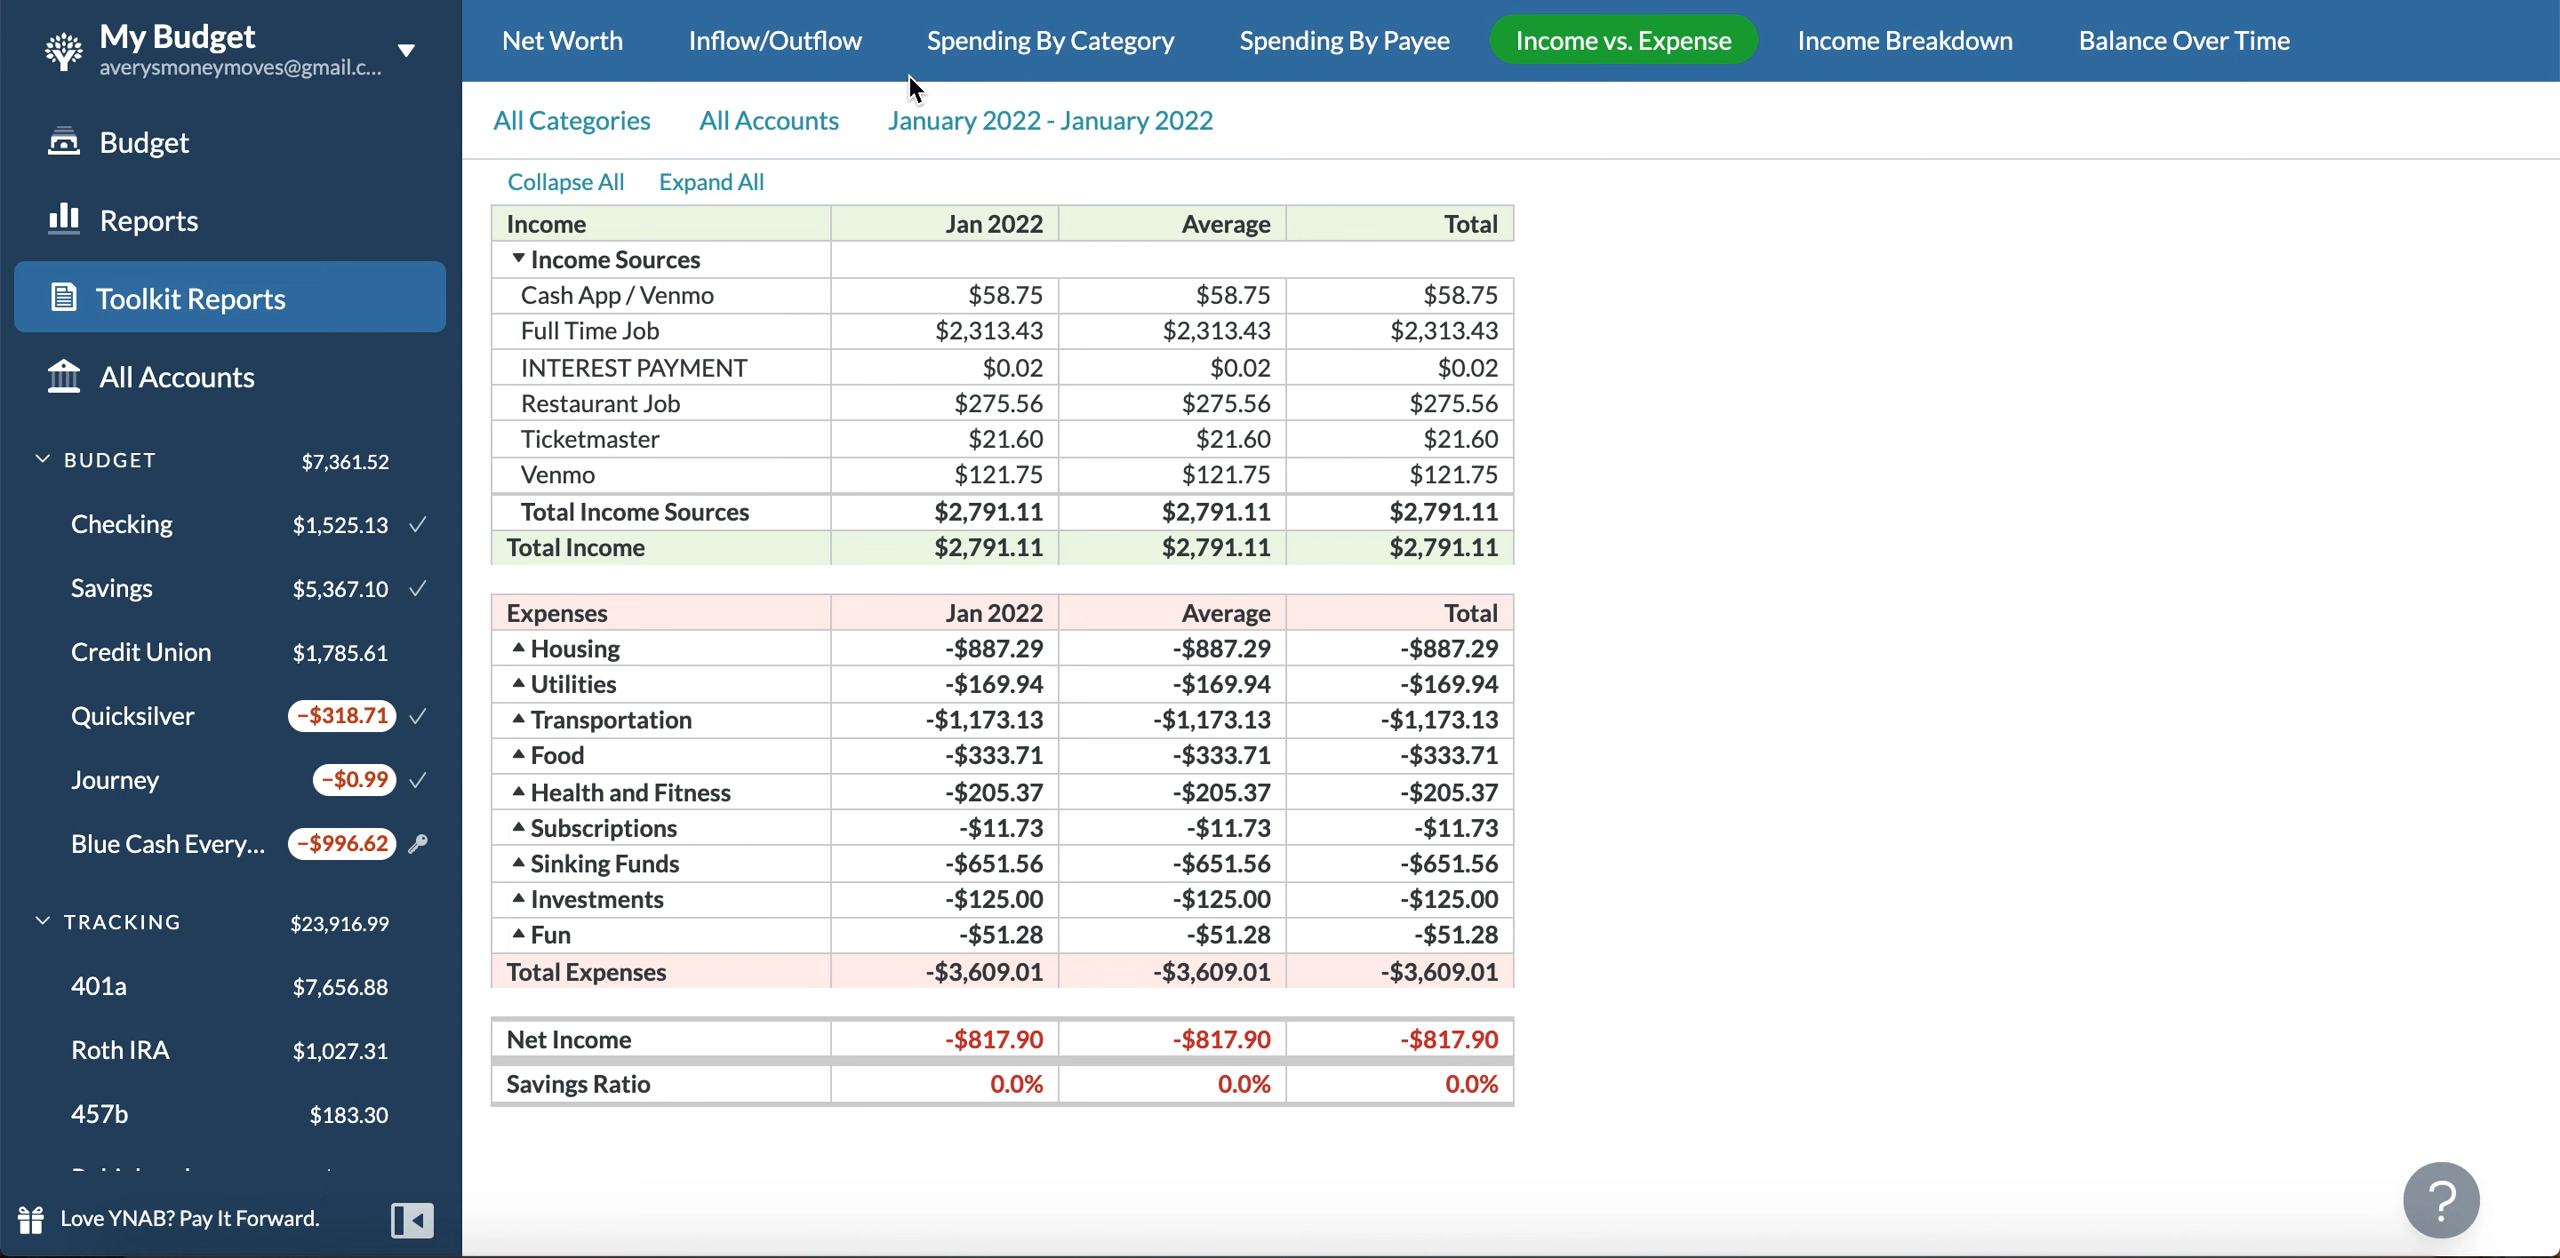 My Budget
averysmoneymoves@gmail.c...
Budget
Reports
Toolkit Reports
All Accounts
BUDGET $7,361.52
Checking $1,525.13
Savings $5,367.10
Credit Union $1,785.61
Quicksilver −$318.71
Journey −$0.99
Blue Cash Every... −$996.62
TRACKING $23,916.99
401a $7,656.88
Roth IRA $1,027.31
457b $183.30
Love YNAB? Pay It Forward.
Net Worth Inflow/Outflow Spending By Category Spending By Payee Income vs. Expense Income Breakdown Balance Over Time
All Categories All Accounts January 2022 - January 2022
Collapse All Expand All
Income Jan 2022 Average Total
Income Sources
Cash App / Venmo $58.75 $58.75 $58.75
Full Time Job $2,313.43 $2,313.43 $2,313.43
INTEREST PAYMENT $0.02 $0.02 $0.02
Restaurant Job $275.56 $275.56 $275.56
Ticketmaster $21.60 $21.60 $21.60
Venmo $121.75 $121.75 $121.75
Total Income Sources $2,791.11 $2,791.11 $2,791.11
Total Income $2,791.11 $2,791.11 $2,791.11
Expenses Jan 2022 Average Total
Housing -$887.29 -$887.29 -$887.29
Utilities -$169.94 -$169.94 -$169.94
Transportation -$1,173.13 -$1,173.13 -$1,173.13
Food -$333.71 -$333.71 -$333.71
Health and Fitness -$205.37 -$205.37 -$205.37
Subscriptions -$11.73 -$11.73 -$11.73
Sinking Funds -$651.56 -$651.56 -$651.56
Investments -$125.00 -$125.00 -$125.00
Fun -$51.28 -$51.28 -$51.28
Total Expenses -$3,609.01 -$3,609.01 -$3,609.01
Net Income -$817.90 -$817.90 -$817.90
Savings Ratio 0.0% 0.0% 0.0%
?